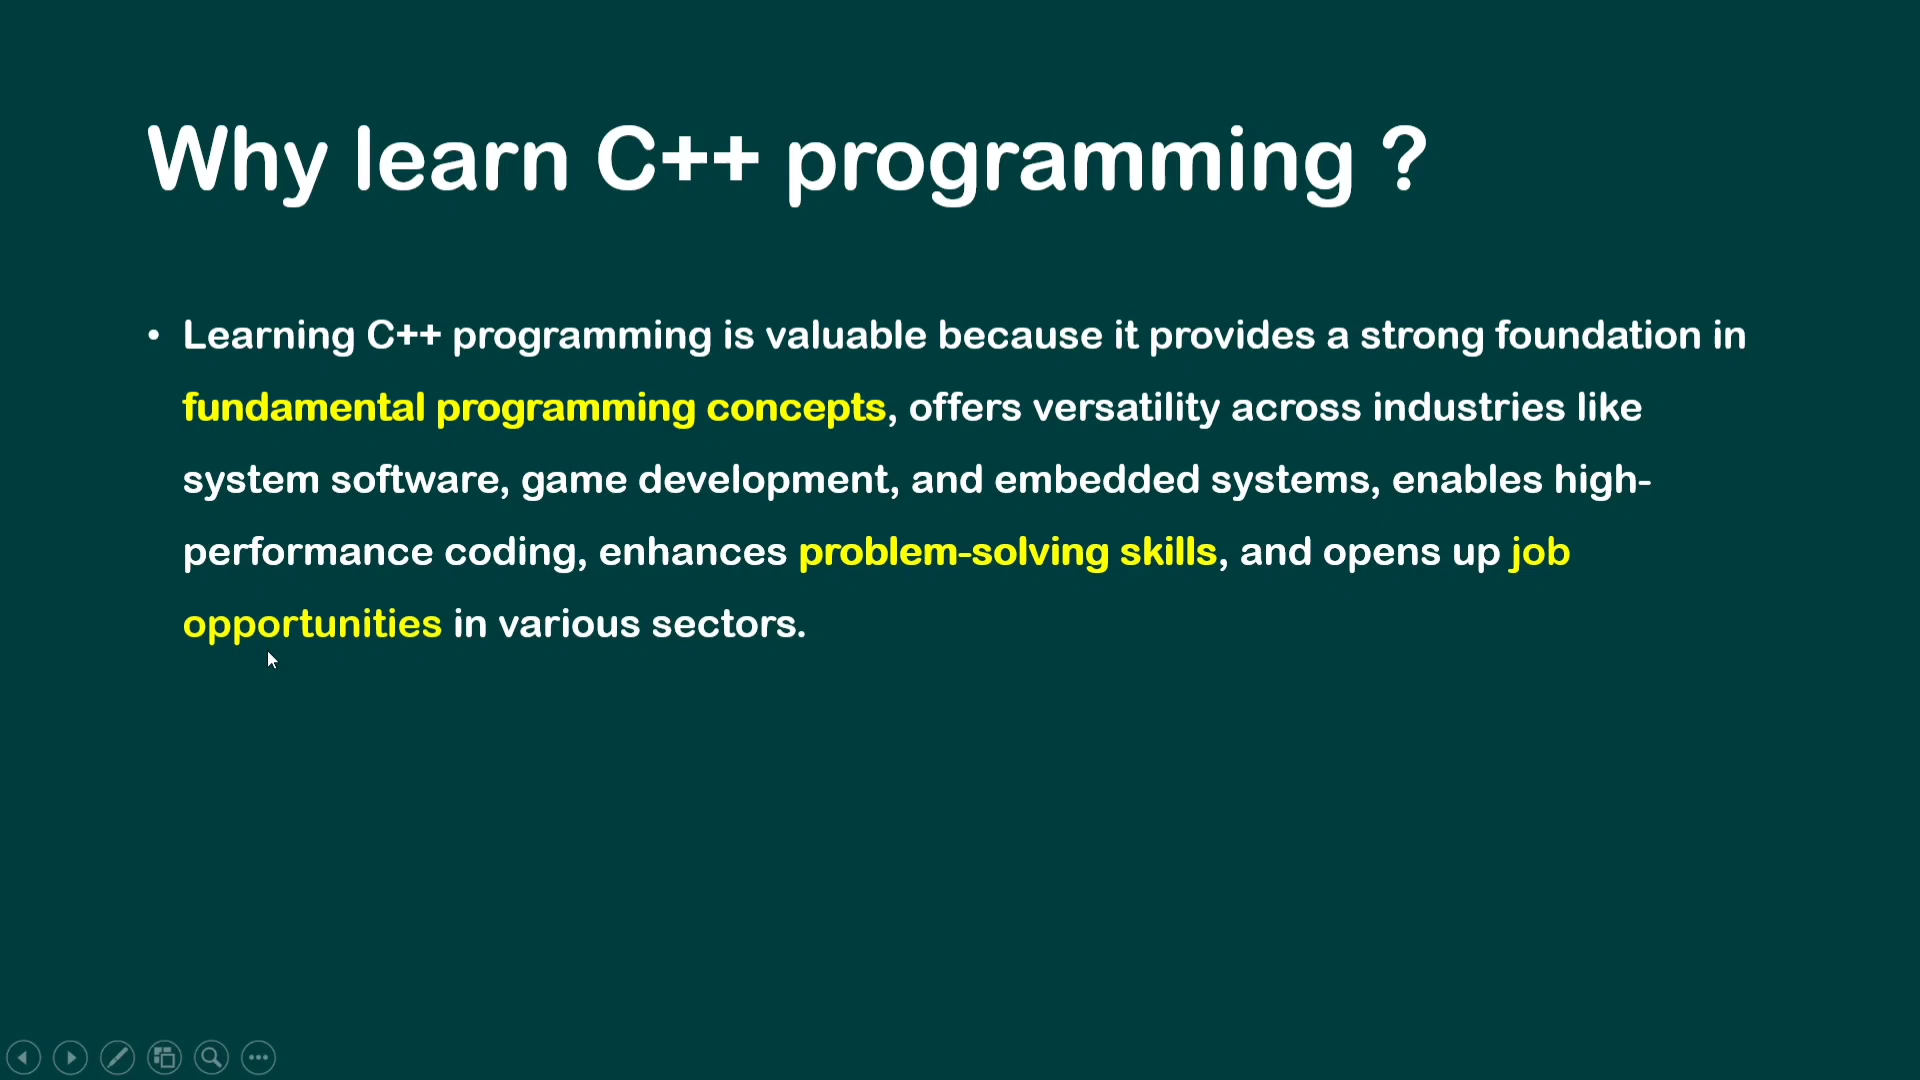 Why learn C++ programming ?
• Learning C++ programming is valuable because it provides a strong foundation in
fundamental programming concepts, offers versatility across industries like
system software, game development, and embedded systems, enables high-
performance coding, enhances problem-solving skills, and opens up job
opportunities in various sectors.